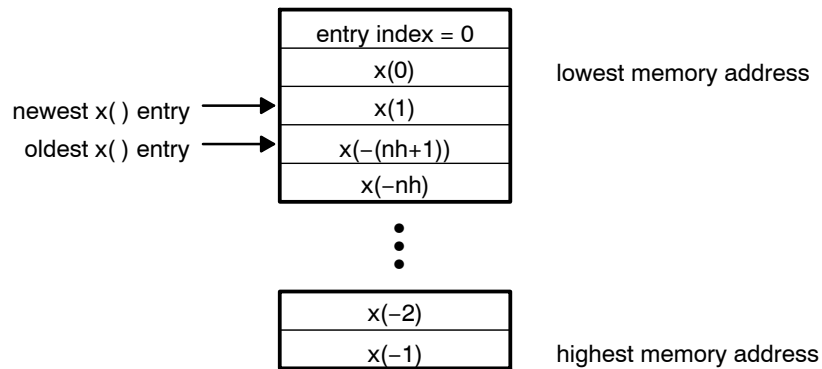 entry index = 0
x(0)
lowest memory address
newest x( ) entry
x(1)
oldest x( ) entry
x(−(nh+1))
x(−nh)
x(−2)
x(−1)
highest memory address